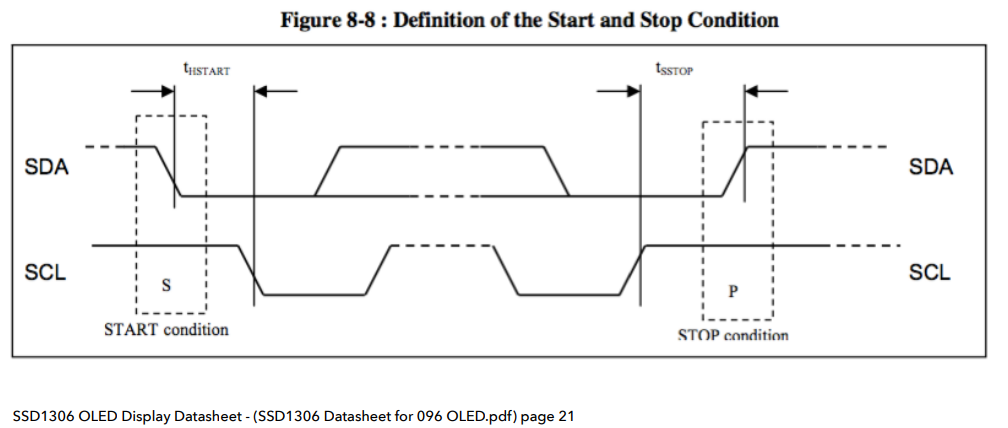 Figure 8-8 : Definition of the Start and Stop Condition
tHSTART
tSSTOP
SDA
SDA
SCL
SCL
S
P
START condition
STOP condition
SSD1306 OLED Display Datasheet - (SSD1306 Datasheet for 096 OLED.pdf) page 21